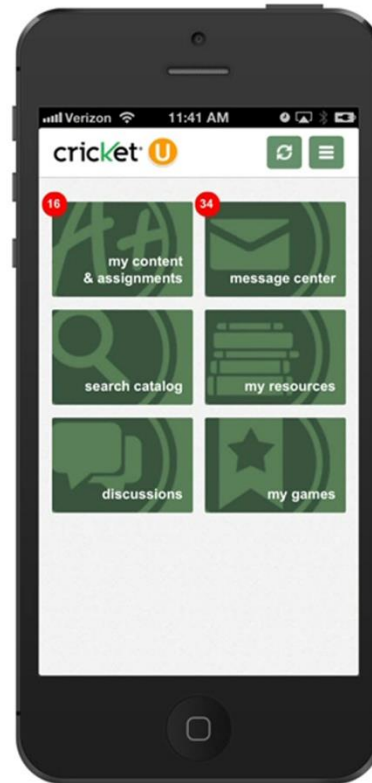 Verizon 11:41 AM
cricket U
16
34
A+
my content
& assignments
message center
search catalog
my resources
discussions
my games